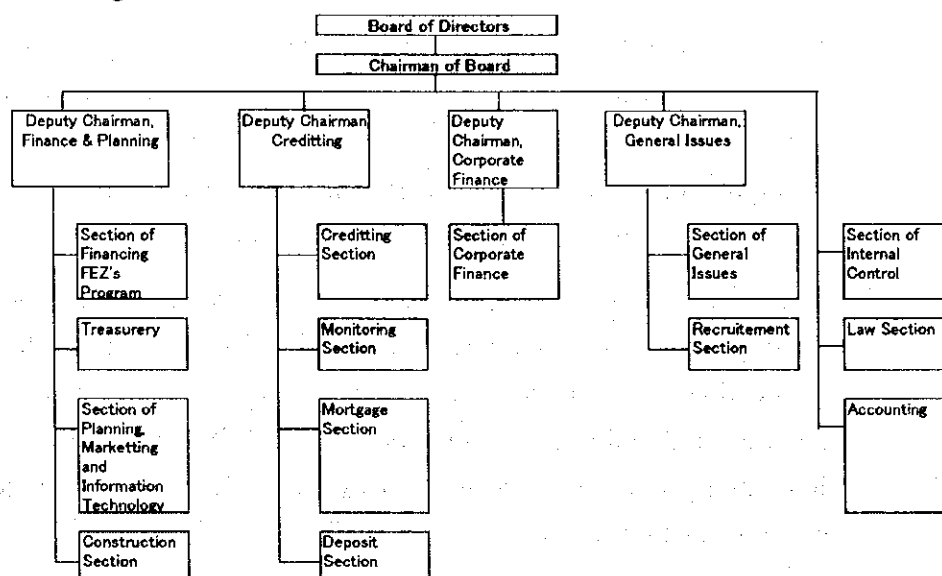 Board of Directors
Chairman of Board
Deputy Chairman,
Finance & Planning
Deputy Chairman
Creditting
Deputy
Chairman,
Corporate
Finance
Deputy Chairman,
General Issues
Section of
Financing
FEZ's
Program
Treasurery
Section of
Planning,
Marketting
and
Information
Technology
Construction
Section
Creditting
Section
Monitoring
Section
Mortgage
Section
Deposit
Section
Section of
Corporate
Finance
Section of
General
Issues
Recruitement
Section
Section of
Internal
Control
Law Section
Accounting